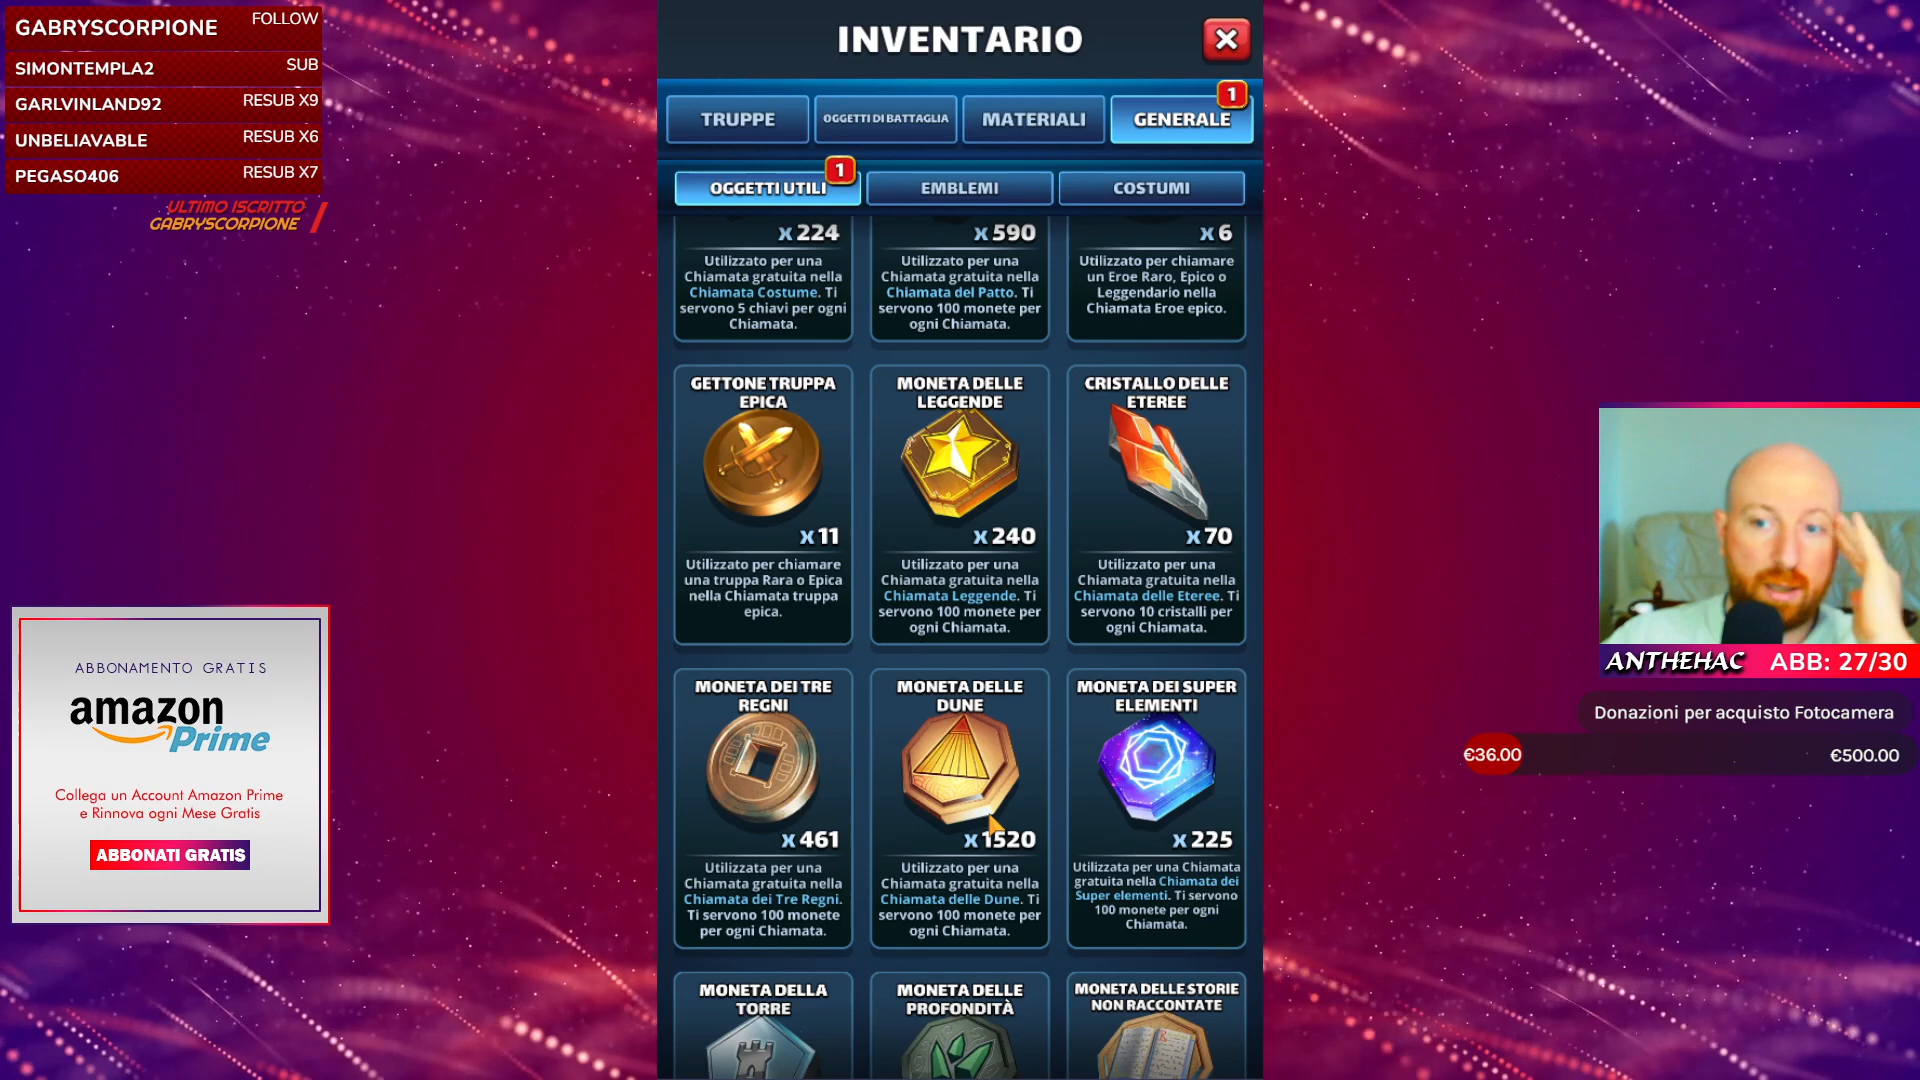 GABRYSCORPIONE FOLLOW
SIMONTEMPLA2 SUB
GARLVINLAND92 RESUB X9
UNBELIAVABLE RESUB X6
PEGASO406 RESUB X7
ULTIMO ISCRITTO
GABRYSCORPIONE
INVENTARIO
TRUPPE
OGGETTI DI BATTAGLIA
MATERIALI
GENERALE
1
OGGETTI UTILI
1
EMBLEMI
COSTUMI
x224
Utilizzato per una
Chiamata gratuita nella
Chiamata Costume. Ti
servono 5 chiavi per ogni
Chiamata.
x590
Utilizzato per una
Chiamata gratuita nella
Chiamata del Patto. Ti
servono 100 monete per
ogni Chiamata.
x6
Utilizzato per chiamare
un Eroe Raro, Epico o
Leggendario nella
Chiamata Eroe epico.
GETTONE TRUPPA
EPICA
x11
Utilizzato per chiamare
una truppa Rara o Epica
nella Chiamata truppa
epica.
MONETA DELLE
LEGGENDE
x240
Utilizzato per una
Chiamata gratuita nella
Chiamata Leggende. Ti
servono 100 monete per
ogni Chiamata.
CRISTALLO DELLE
ETEREE
x70
Utilizzato per una
Chiamata gratuita nella
Chiamata delle Eteree. Ti
servono 10 cristalli per
ogni Chiamata.
MONETA DEI TRE
REGNI
x461
Utilizzata per una
Chiamata gratuita nella
Chiamata dei Tre Regni.
Ti servono 100 monete
per ogni Chiamata.
MONETA DELLE
DUNE
x1520
Utilizzato per una
Chiamata gratuita nella
Chiamata delle Dune. Ti
servono 100 monete per
ogni Chiamata.
MONETA DEI SUPER
ELEMENTI
x225
Utilizzata per una Chiamata
gratuita nella Chiamata dei
Super elementi. Ti servono
100 monete per ogni
Chiamata.
MONETA DELLA
TORRE
MONETA DELLE
PROFONDITÀ
MONETA DELLE STORIE
NON RACCONTATE
ABBONAMENTO GRATIS
amazon
Prime
Collega un Account Amazon Prime
e Rinnova ogni Mese Gratis
ABBONATI GRATIS
ANTHEHAC ABB: 27/30
Donazioni per acquisto Fotocamera
€36.00 €500.00